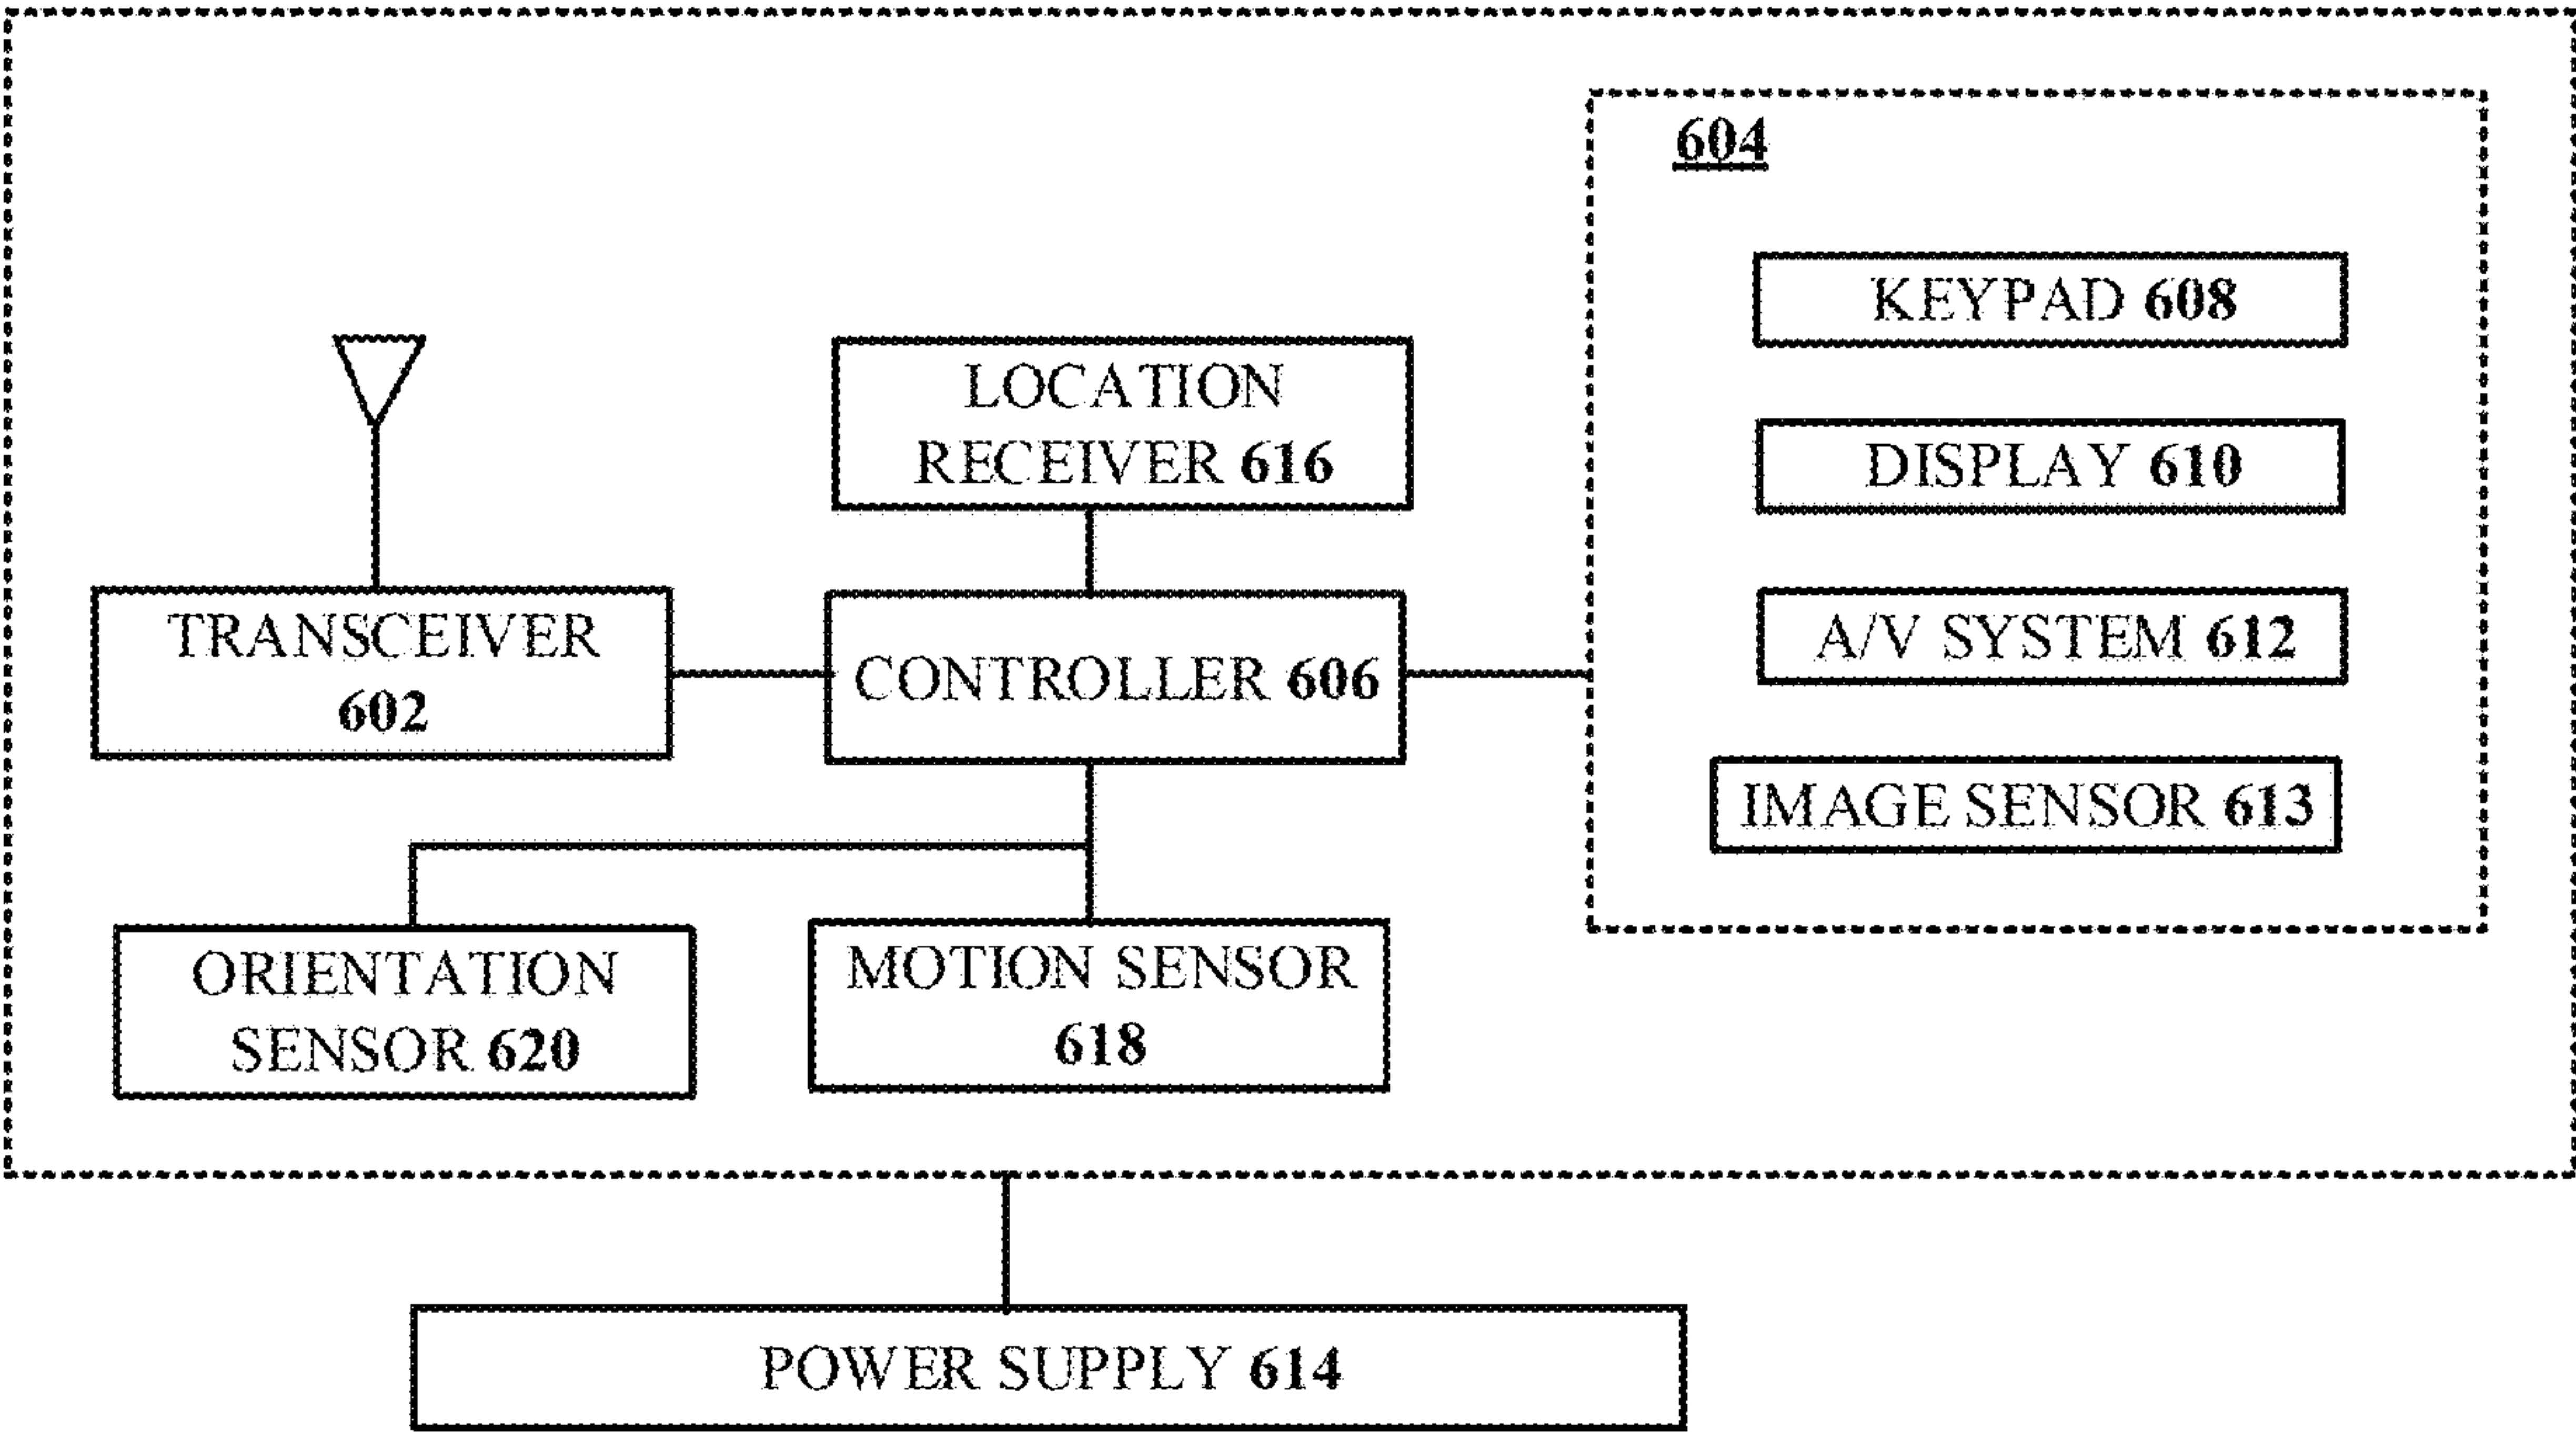 604
KEYPAD 608
DISPLAY 610
A/V SYSTEM 612
IMAGE SENSOR 613
LOCATION
RECEIVER 616
TRANSCEIVER
602
CONTROLLER 606
ORIENTATION
SENSOR 620
MOTION SENSOR
618
POWER SUPPLY 614